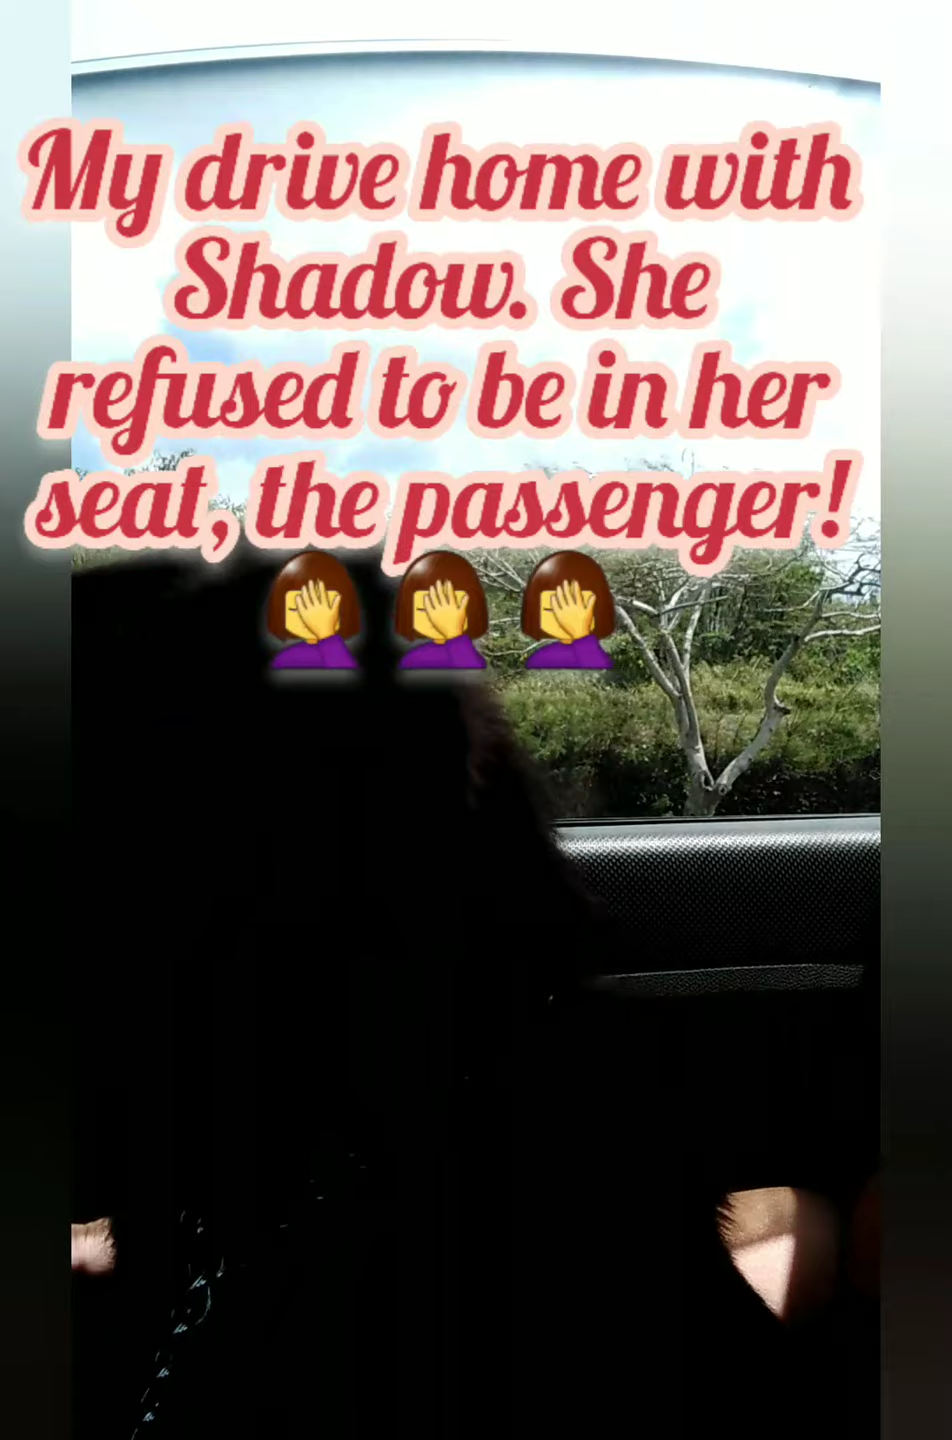 My drive home with
Shadow. She
refused to be in her
seat, the passenger!
🤦‍♀️🤦‍♀️🤦‍♀️